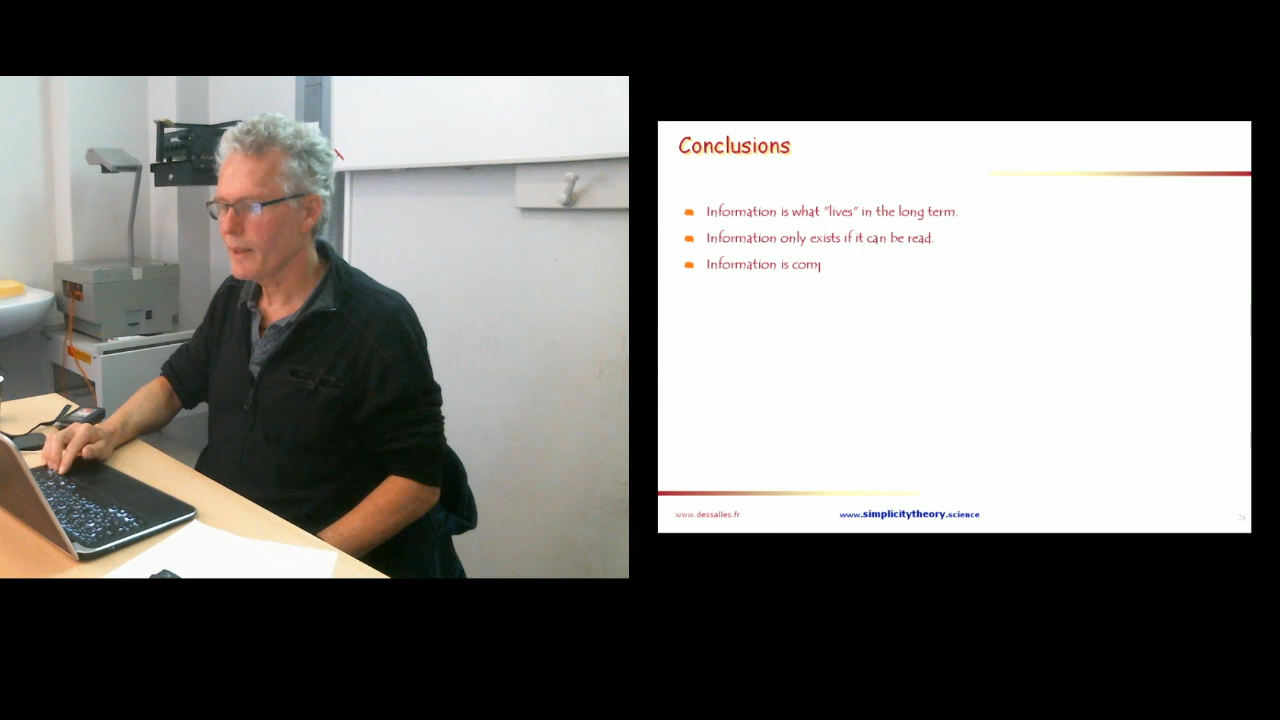 Conclusions
Information is what "lives" in the long term.
Information only exists if it can be read.
Information is com
www.dessalles.fr
www.simplicitytheory.science